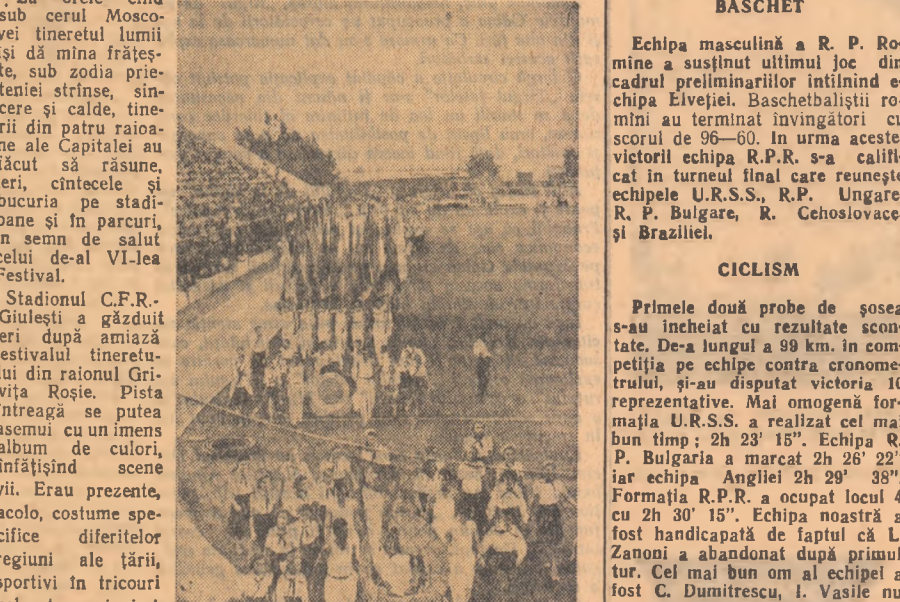 sub cerul Mosco-
vei tineretul lumii
își dă mîna frățes-
te, sub zodia prie-
teniei strînse, sin-
cere și calde, tine-
rii din patru raioa-
ne ale Capitalei au
făcut să răsune,
ieri, cîntecele și
bucuria pe stadi-
oane și în parcuri,
în semn de salut
celui de-al VI-lea
Festival.
Stadionul C.F.R.-
Giulești a găzduit
ieri după amiază
festivalul tineretu-
lui din raionul Gri-
vița Roșie. Pista
întreagă se putea
asemui cu un imens
album de culori,
înfățișînd scene
vii. Erau prezente,
acolo, costume spe-
cifice diferitelor
regiuni ale țării,
sportivi în tricouri
BASCHET
Echipa masculină a R. P. Ro-
mîne a susținut ultimul joc din
cadrul preliminariilor întîlnind e-
chipa Elveției. Baschetbaliștii ro-
mîni au terminat învingători cu
scorul de 96—60. In urma aceste
victorii echipa R.P.R. s-a califi-
cat in turneul final care reunește
echipele U.R.S.S., R.P. Ungare
R. P. Bulgare, R. Cehoslovace
și Braziliei.
CICLISM
Primele două probe de șosea
s-au încheiat cu rezultate scon-
tate. De-a lungul a 99 km. în com-
petiția pe echipe contra cronome-
trului, și-au disputat victoria 10
reprezentative. Mai omogenă for-
mația U.R.S.S. a realizat cel mai
bun timp ; 2h 23' 15”. Echipa R.
P. Bulgaria a marcat 2h 26' 22”
iar echipa Angliei 2h 29' 38”
Formația R.P.R. a ocupat locul 4
cu 2h 30' 15”. Echipa noastră a
fost handicapată de faptul că L.
Zanoni a abandonat după primul
tur. Cel mai bun om al echipei a
fost C. Dumitrescu, I. Vasile nu